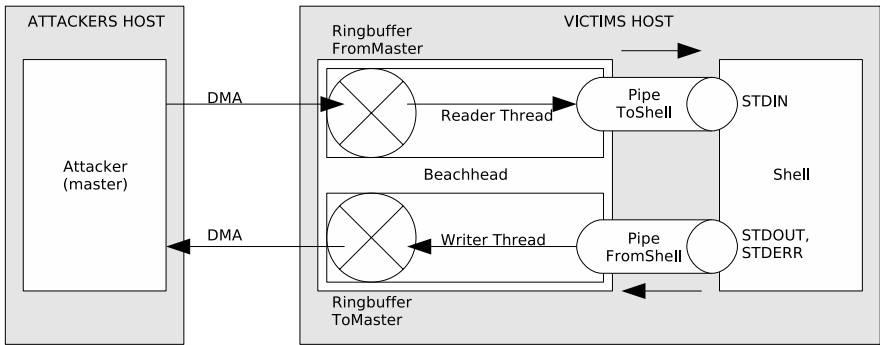 ATTACKERS HOST
VICTIMS HOST
Ringbuffer
FromMaster
DMA
Reader Thread
Pipe
ToShell
STDIN
Attacker
(master)
Beachhead
Shell
DMA
Writer Thread
Pipe
FromShell
STDOUT,
STDERR
Ringbuffer
ToMaster